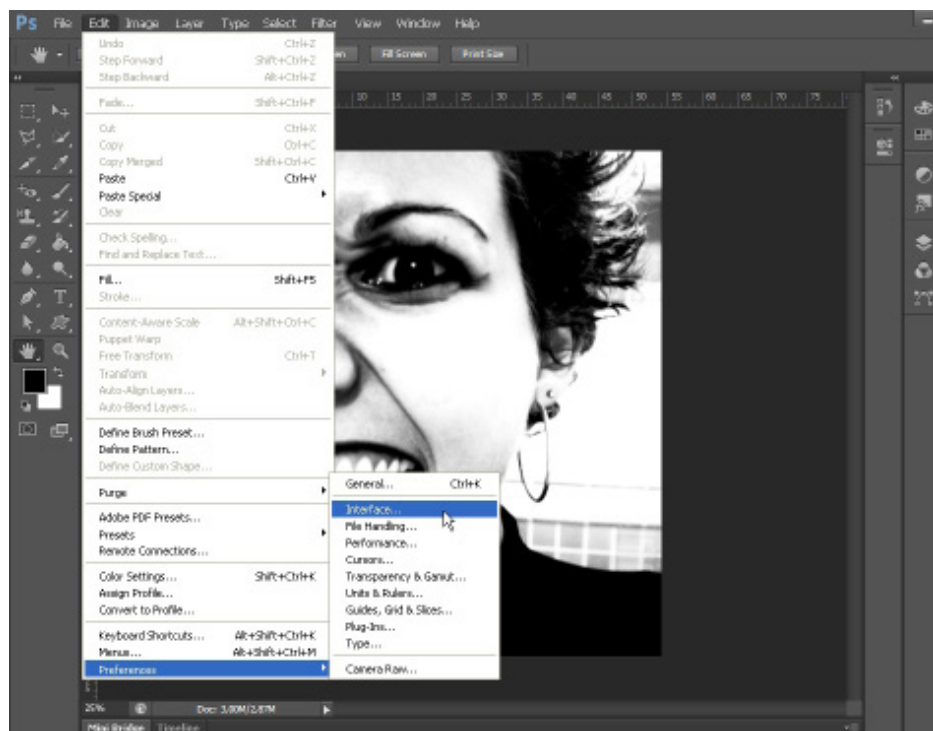 Ps File Edit Image Layer Type Select Filter View Window Help
Fill Screen Print Size
Undo Ctrl+Z
Step Forward Shift+Ctrl+Z
Step Backward Alt+Ctrl+Z
Fade... Shift+Ctrl+F
Cut Ctrl+X
Copy Ctrl+C
Copy Merged Shift+Ctrl+C
Paste Ctrl+V
Paste Special
Clear
Check Spelling...
Find and Replace Text...
Fill... Shift+F5
Stroke...
Content-Aware Scale Alt+Shift+Ctrl+C
Puppet Warp
Free Transform Ctrl+T
Transform
Auto-Align Layers...
Auto-Blend Layers...
Define Brush Preset...
Define Pattern...
Define Custom Shape...
Purge
Adobe PDF Presets...
Presets
Remote Connections...
Color Settings... Shift+Ctrl+K
Assign Profile...
Convert to Profile...
Keyboard Shortcuts... Alt+Shift+Ctrl+K
Menus... Alt+Shift+Ctrl+M
Preferences
General... Ctrl+K
Interface...
File Handling...
Performance...
Cursors...
Transparency & Gamut...
Units & Rulers...
Guides, Grid & Slices...
Plug-Ins...
Type...
Camera Raw...
25% Doc: 3.00M/2.87M
Mini Bridge Timeline